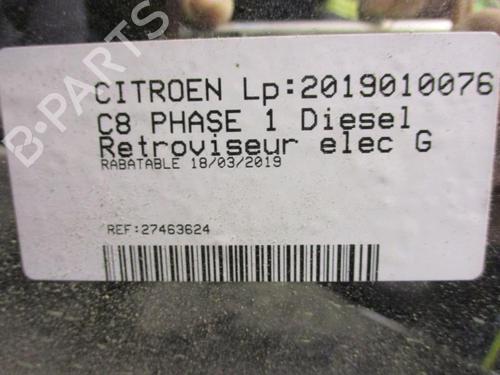 CITROEN Lp:2019010076
C8 PHASE 1 Diesel
Retroviseur elec G
RABATABLE 18/03/2019
REF:27463624
B-PARTS